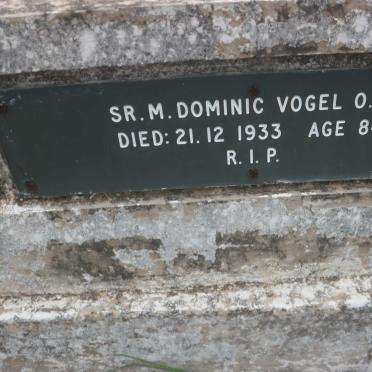 SR. M. DOMINIC VOGEL O.
DIED: 21.12 1933 AGE 8
R. I. P.